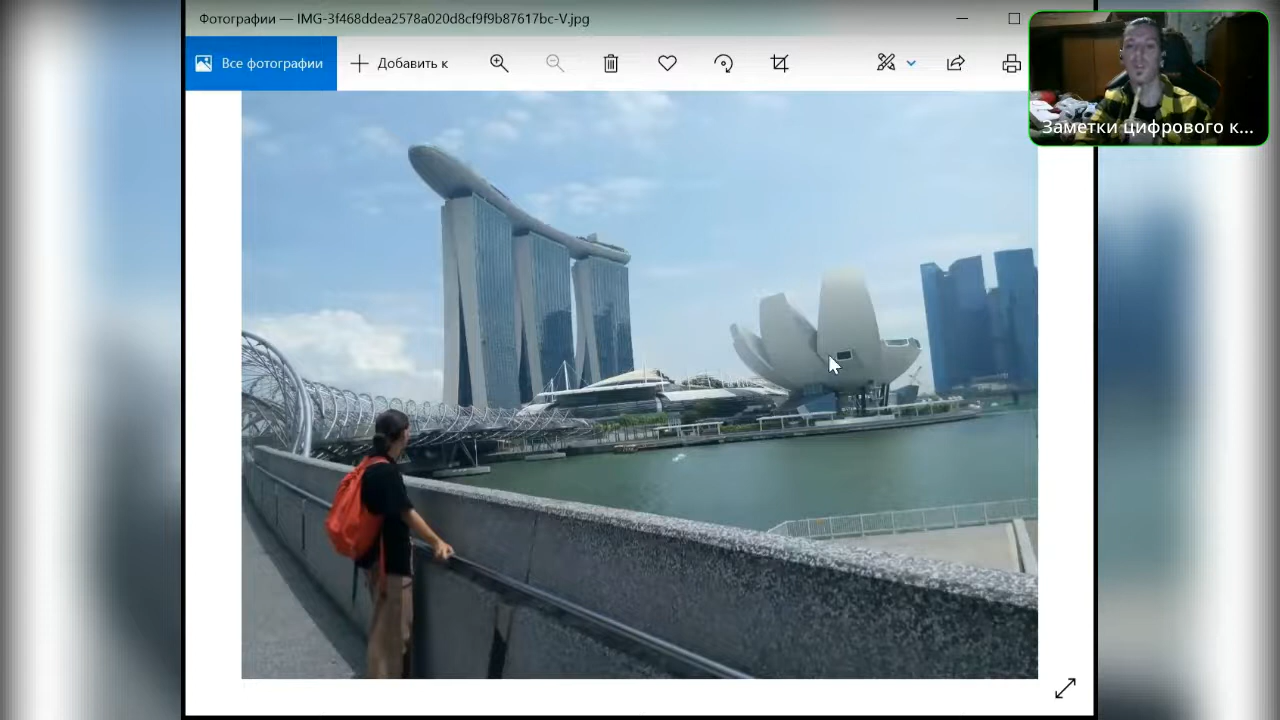 Фотографии — IMG-3f468ddea2578a020d8cf9f9b87617bc-V.jpg
Все фотографии
Добавить к
Заметки цифрового к...